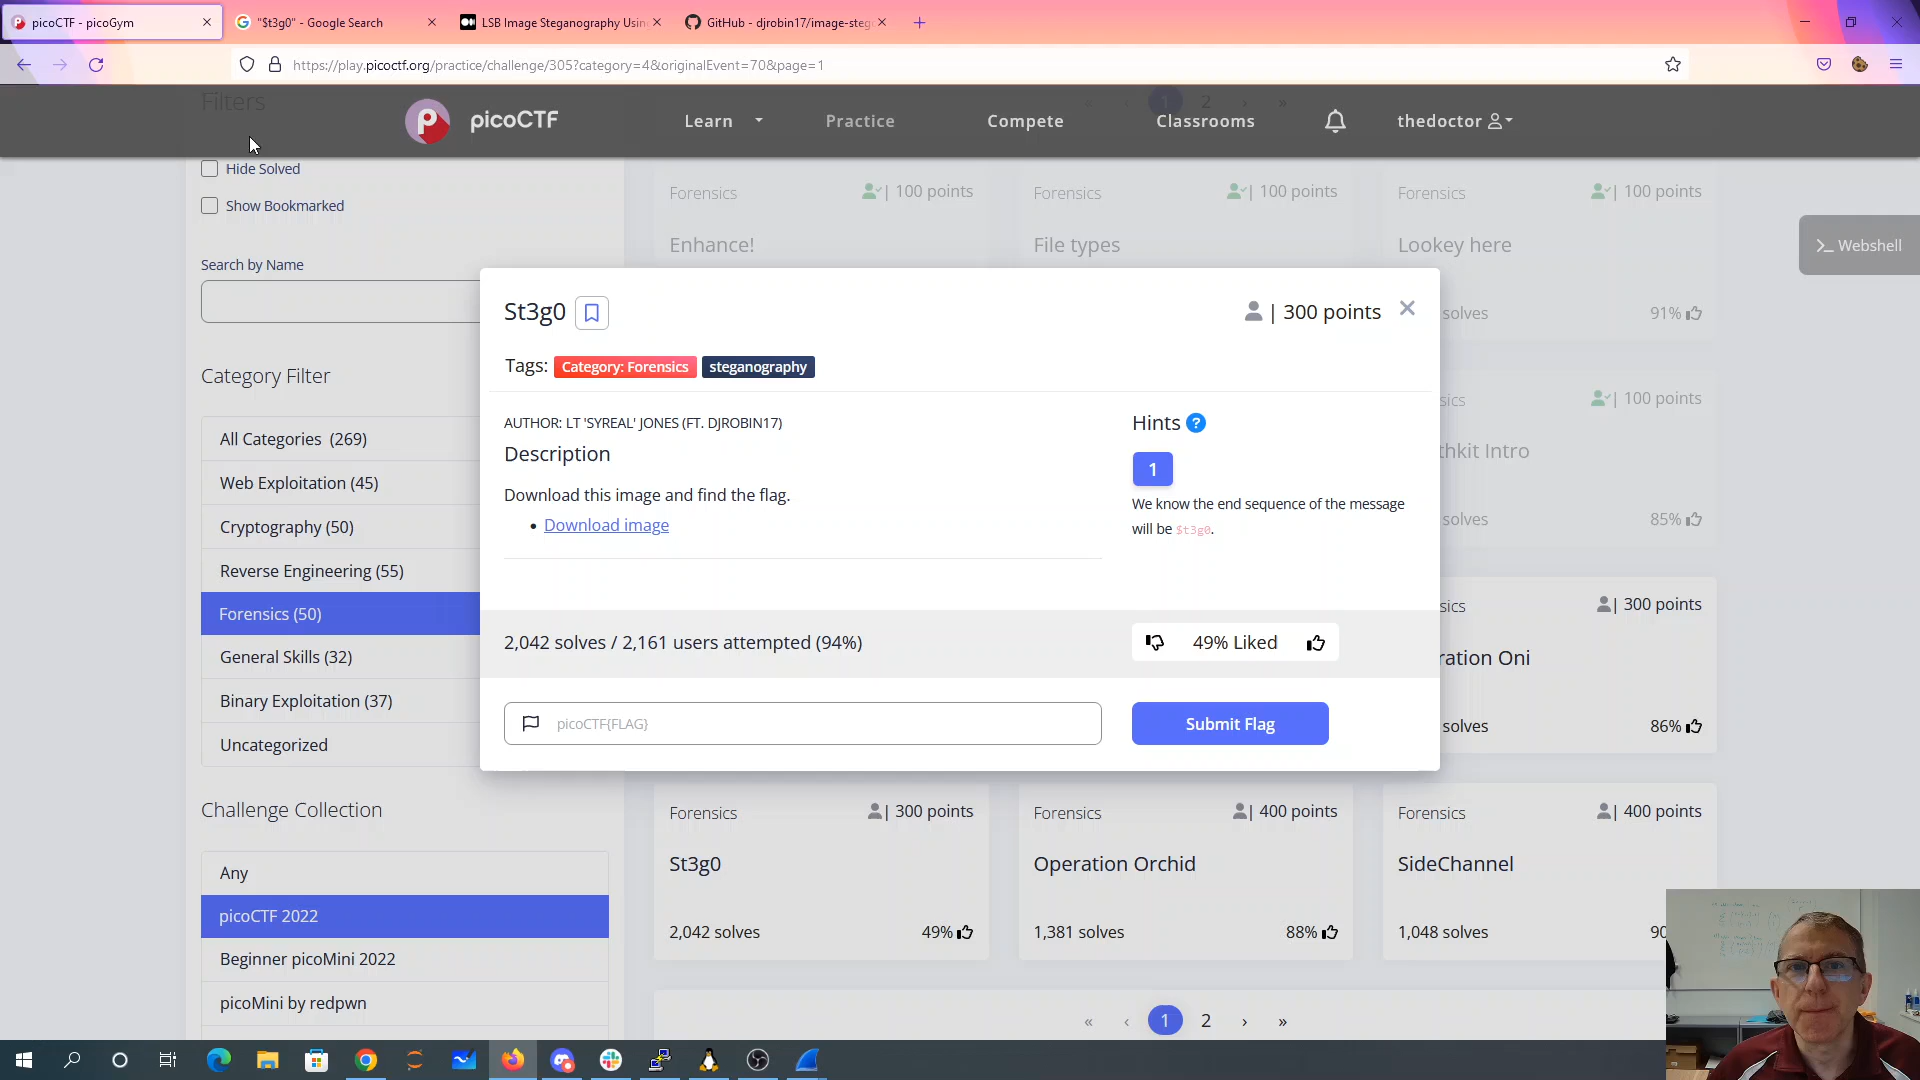 picoCTF - picoGym
"$t3g0" - Google Search
LSB Image Steganography Usin
GitHub - djrobin17/image-steg
https://play.picoctf.org/practice/challenge/305?category=4&originalEvent=70&page=1
Filters
« ‹ 1 2 › »
picoCTF
Learn
Practice
Compete
Classrooms
thedoctor
Hide Solved
Show Bookmarked
Forensics | 100 points
Forensics | 100 points
Forensics | 100 points
Enhance!
File types
Lookey here
>_ Webshell
Search by Name
solves 91%
St3g0
| 300 points
Tags: Category: Forensics steganography
AUTHOR: LT 'SYREAL' JONES (FT. DJROBIN17)
Description
Download this image and find the flag.
• Download image
Hints ?
1
We know the end sequence of the message
will be $t3g0.
2,042 solves / 2,161 users attempted (94%)
49% Liked
picoCTF{FLAG}
Submit Flag
Category Filter
All Categories (269)
Web Exploitation (45)
Cryptography (50)
Reverse Engineering (55)
Forensics (50)
General Skills (32)
Binary Exploitation (37)
Uncategorized
sics | 100 points
thkit Intro
solves 85%
sics | 300 points
ration Oni
solves 86%
Challenge Collection
Any
picoCTF 2022
Beginner picoMini 2022
picoMini by redpwn
Forensics | 300 points
St3g0
2,042 solves 49%
Forensics | 400 points
Operation Orchid
1,381 solves 88%
Forensics | 400 points
SideChannel
1,048 solves 90
« ‹ 1 2 › »